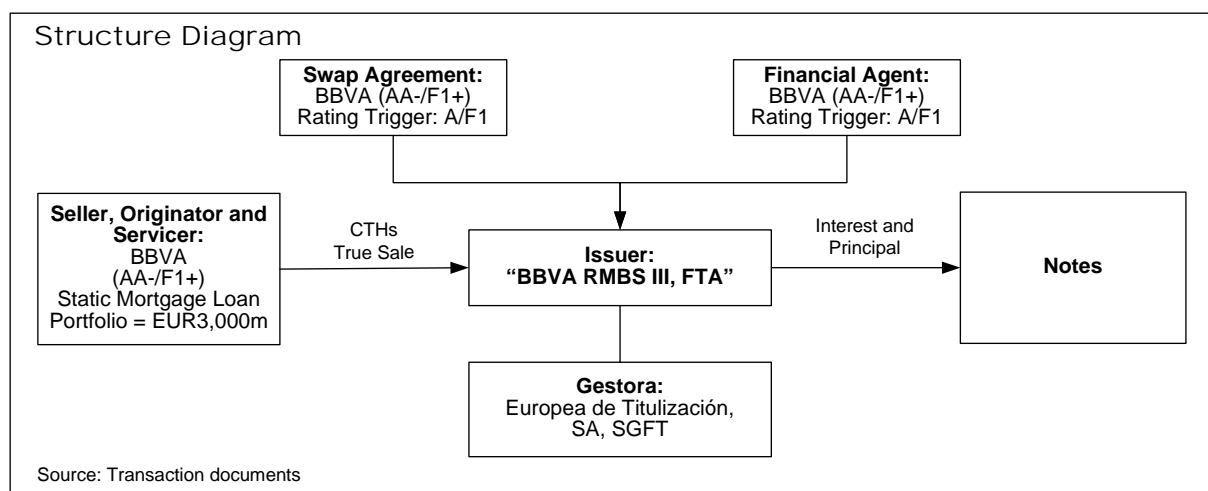 Structure Diagram
Swap Agreement:
BBVA (AA-/F1+)
Rating Trigger: A/F1
Financial Agent:
BBVA (AA-/F1+)
Rating Trigger: A/F1
Seller, Originator and
Servicer:
BBVA
(AA-/F1+)
Static Mortgage Loan
Portfolio = EUR3,000m
CTHs
True Sale
Issuer:
“BBVA RMBS III, FTA”
Interest and
Principal
Notes
Gestora:
Europea de Titulización,
SA, SGFT
Source: Transaction documents